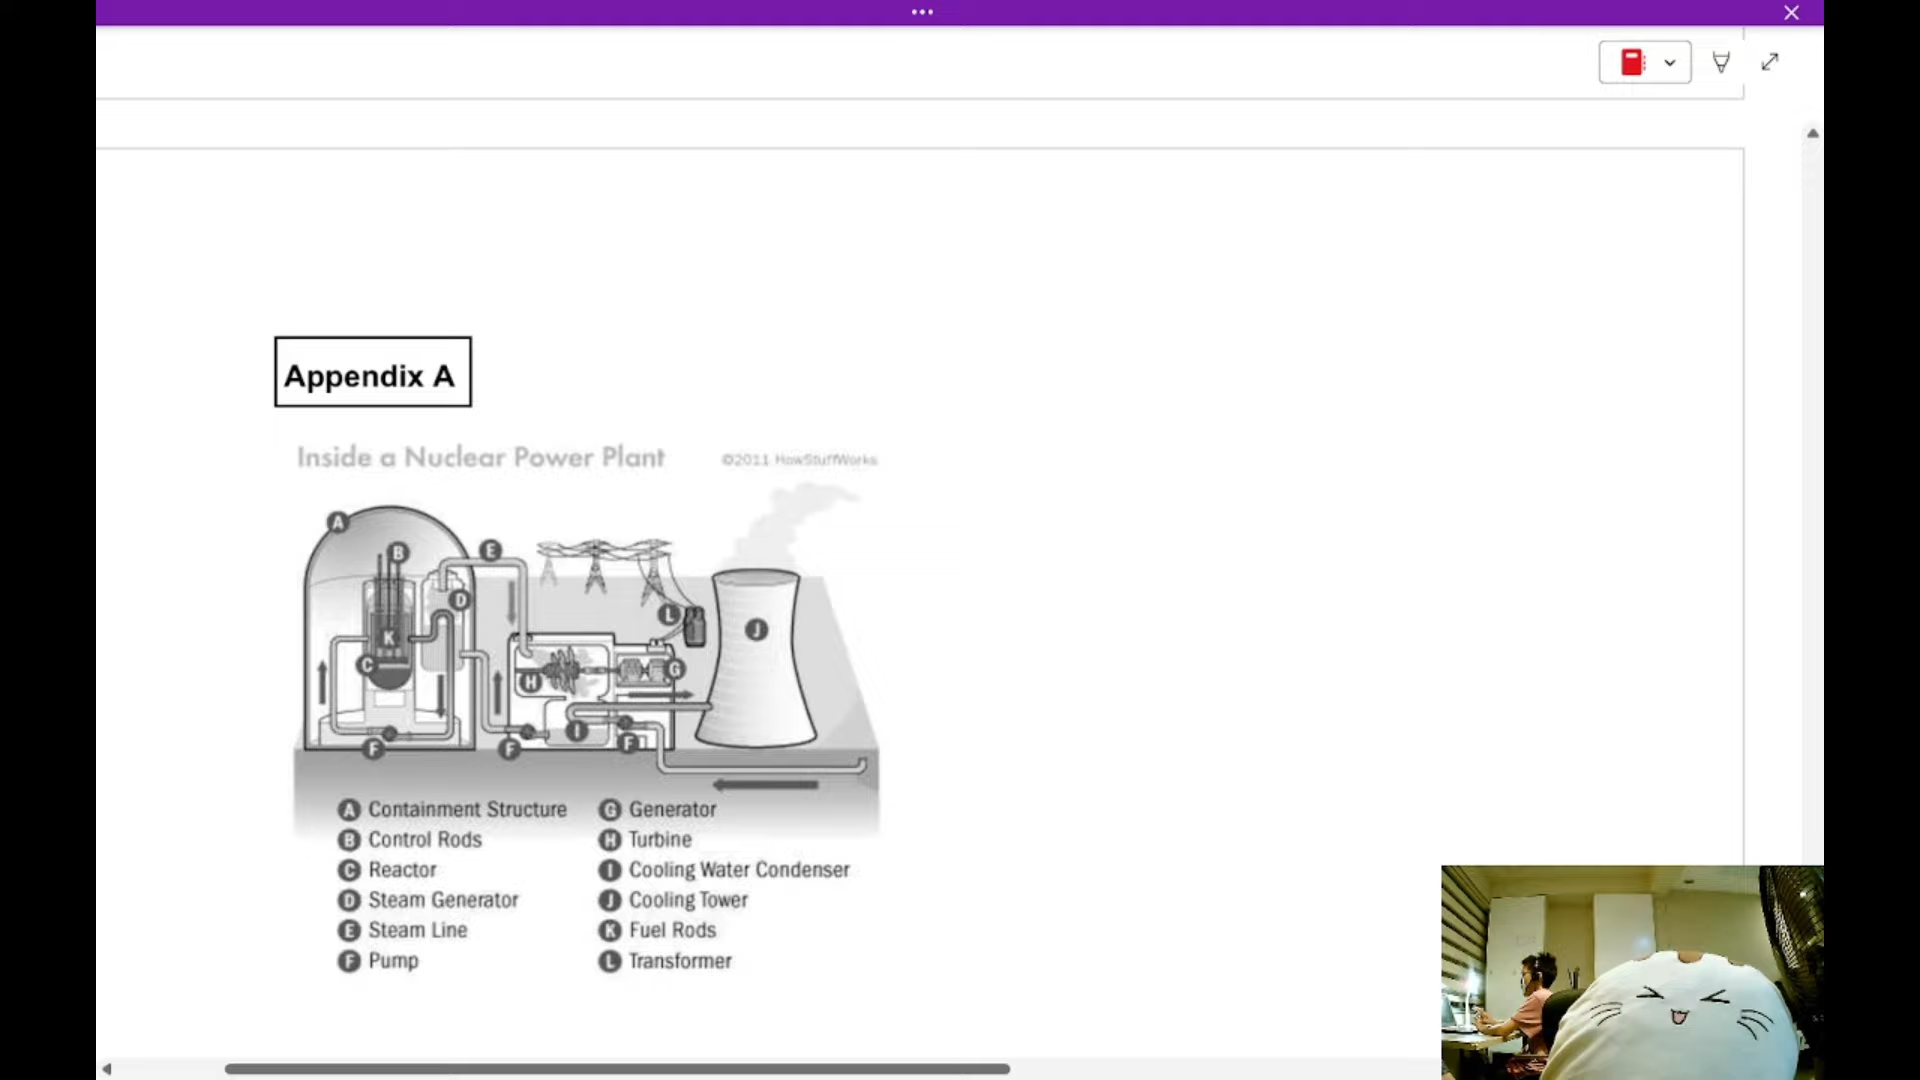 Appendix A
Inside a Nuclear Power Plant
©2011 HowStuffWorks
A
B
E
D
L
K
J
C
G
H
I
F
F
F
A Containment Structure
B Control Rods
C Reactor
D Steam Generator
E Steam Line
F Pump
G Generator
H Turbine
I Cooling Water Condenser
J Cooling Tower
K Fuel Rods
L Transformer